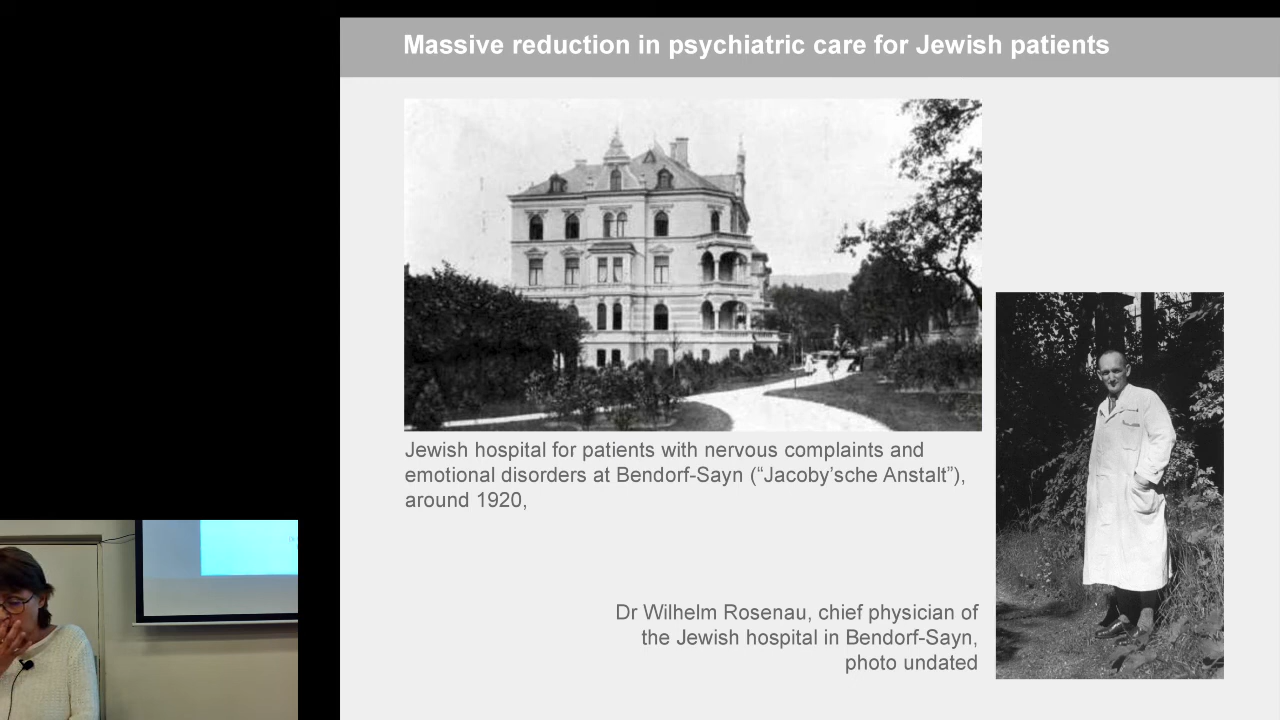 Massive reduction in psychiatric care for Jewish patients
Jewish hospital for patients with nervous complaints and
emotional disorders at Bendorf-Sayn (“Jacoby’sche Anstalt”),
around 1920,
Dr Wilhelm Rosenau, chief physician of
the Jewish hospital in Bendorf-Sayn,
photo undated